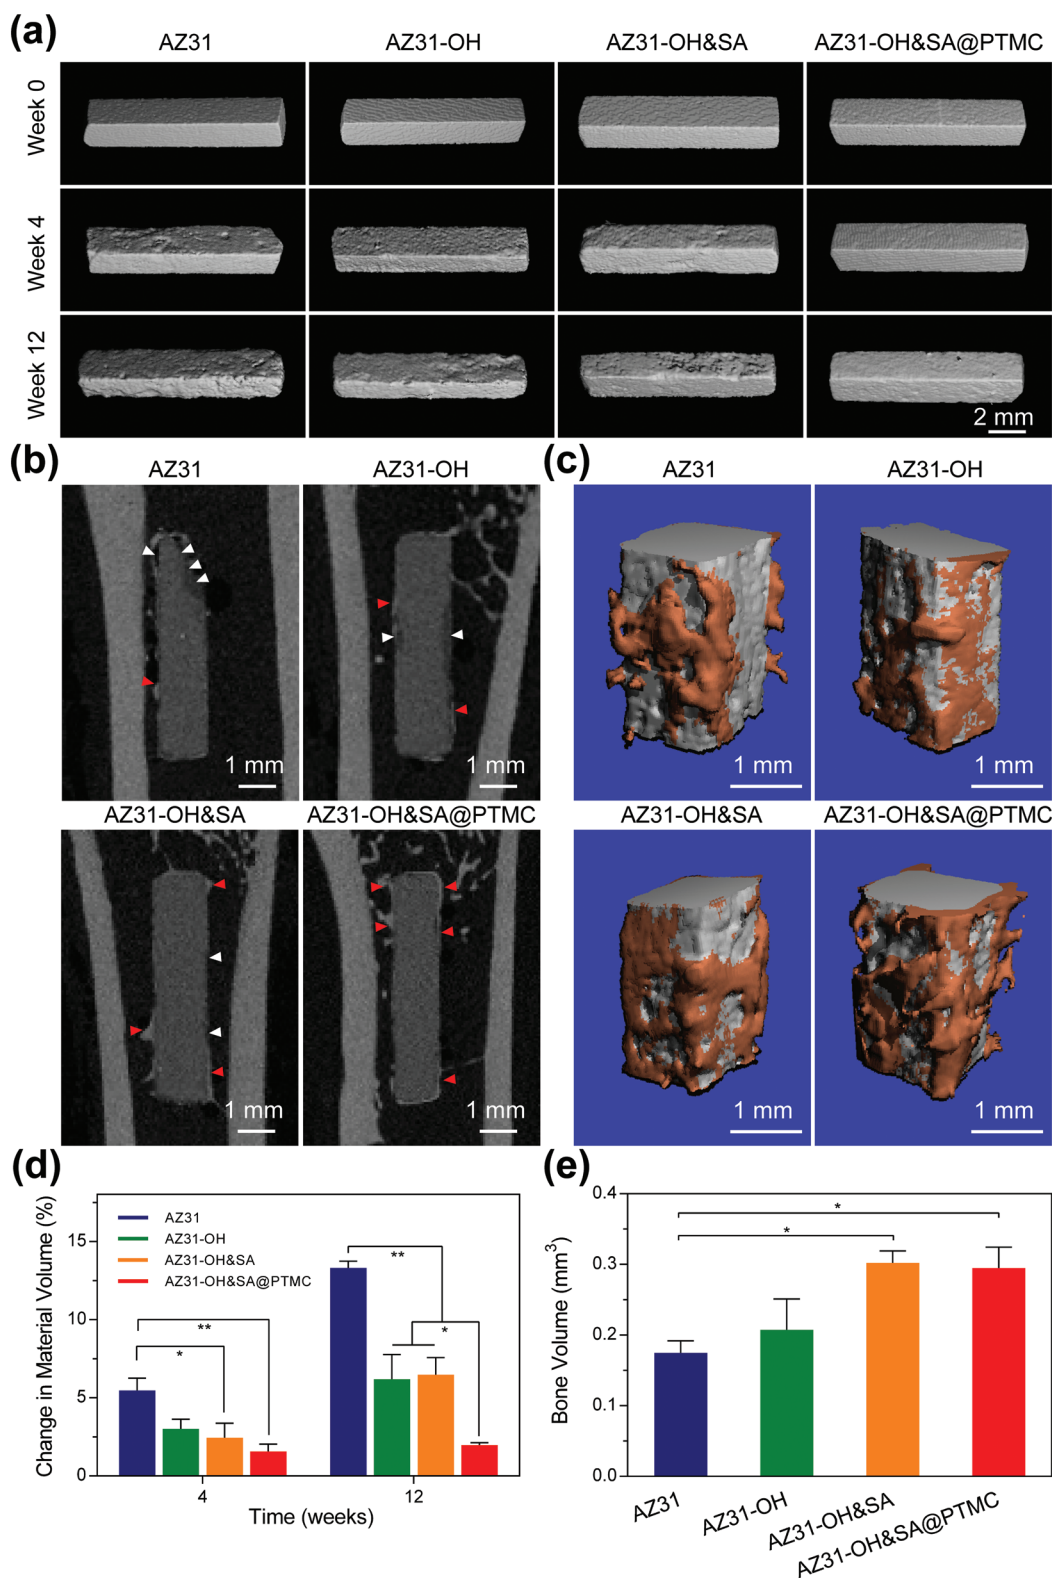 (a)
AZ31 AZ31-OH AZ31-OH&SA AZ31-OH&SA@PTMC
Week 0
Week 4
Week 12
2 mm
(b)
AZ31 AZ31-OH
1 mm 1 mm
AZ31-OH&SA AZ31-OH&SA@PTMC
1 mm 1 mm
(c)
AZ31 AZ31-OH
1 mm 1 mm
AZ31-OH&SA AZ31-OH&SA@PTMC
1 mm 1 mm
(d)
Change in Material Volume (%)
15
10
5
0
AZ31
AZ31-OH
AZ31-OH&SA
AZ31-OH&SA@PTMC
**
*
**
*
4 12
Time (weeks)
(e)
Bone Volume (mm³)
0.4
0.3
0.2
0.1
0.0
*
*
AZ31
AZ31-OH
AZ31-OH&SA
AZ31-OH&SA@PTMC